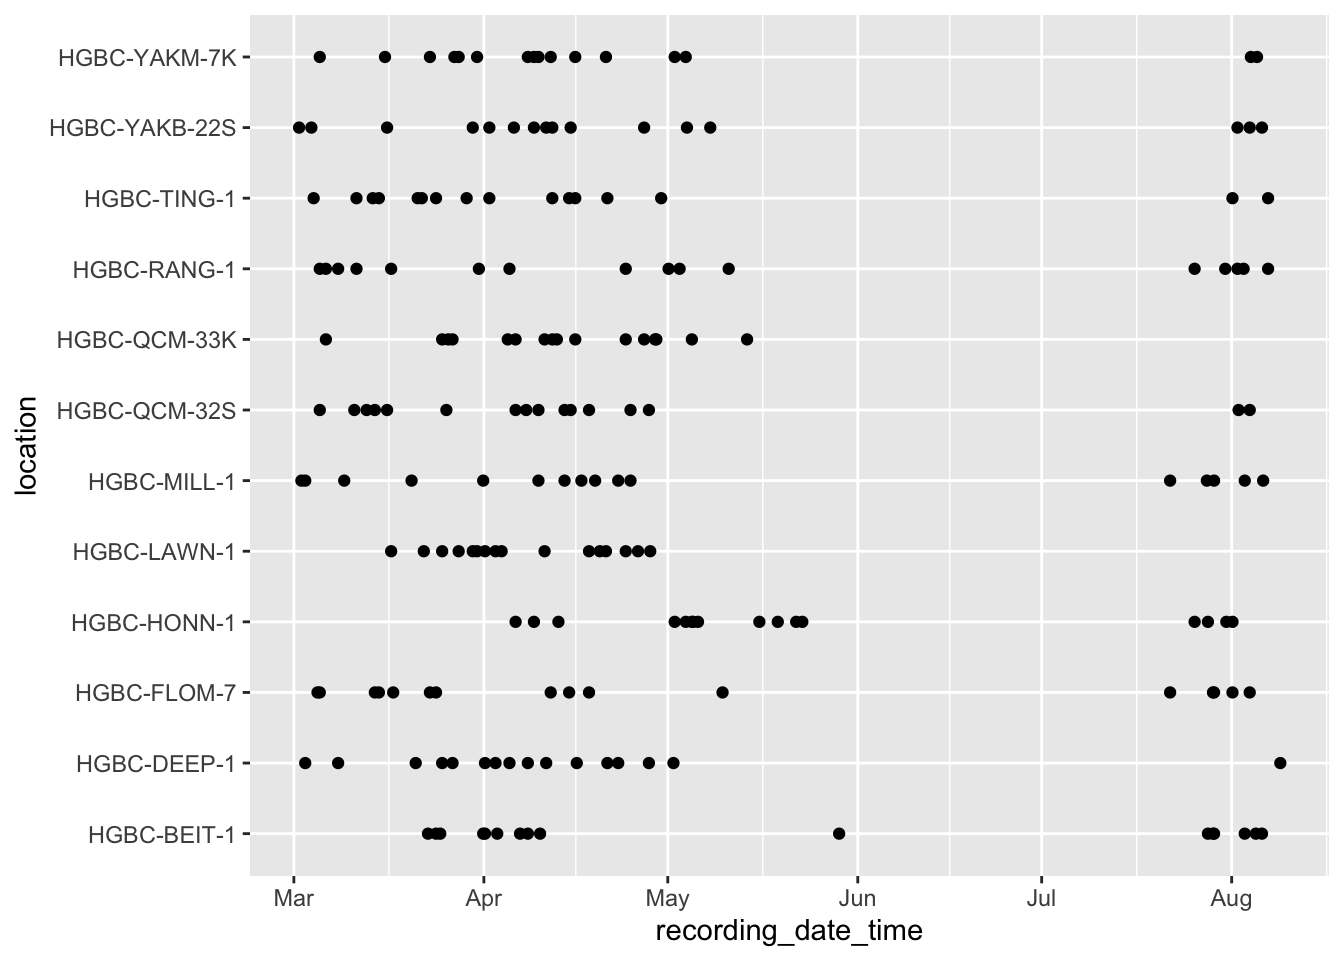 HGBC-YAKM-7K
HGBC-YAKB-22S
HGBC-TING-1
HGBC-RANG-1
HGBC-QCM-33K
HGBC-QCM-32S
HGBC-MILL-1
HGBC-LAWN-1
HGBC-HONN-1
HGBC-FLOM-7
HGBC-DEEP-1
HGBC-BEIT-1
location
Mar Apr May Jun Jul Aug
recording_date_time